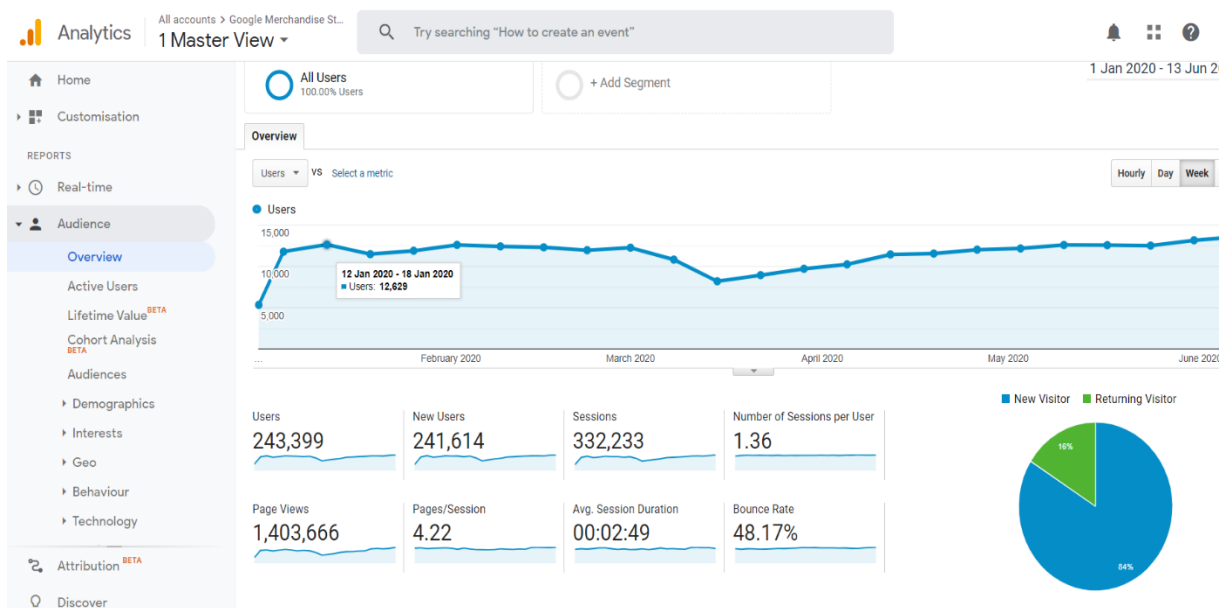 All accounts > Google Merchandise St...
Analytics
1 Master View
Try searching “How to create an event”
Home
Customisation
REPORTS
Real-time
Audience
Overview
Active Users
Lifetime Value BETA
Cohort Analysis
BETA
Audiences
Demographics
Interests
Geo
Behaviour
Technology
Attribution BETA
Discover
All Users
100.00% Users
+ Add Segment
1 Jan 2020 - 13 Jun 20
Overview
Users VS Select a metric
Hourly Day Week
Users
15,000
10,000
5,000
12 Jan 2020 - 18 Jan 2020
Users: 12,629
... February 2020 March 2020 April 2020 May 2020 June 2020
Users
243,399
New Users
241,614
Sessions
332,233
Number of Sessions per User
1.36
Page Views
1,403,666
Pages/Session
4.22
Avg. Session Duration
00:02:49
Bounce Rate
48.17%
New Visitor Returning Visitor
16%
84%